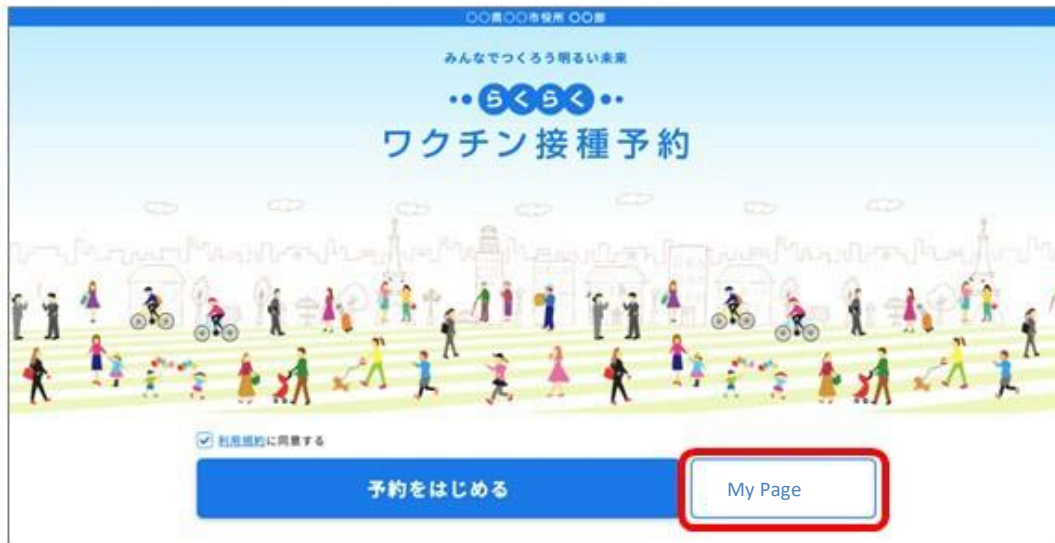 〇〇県〇〇市役所 〇〇部
みんなでつくろう明るい未来
らくらく
ワクチン接種予約
利用規約に同意する
予約をはじめる
My Page